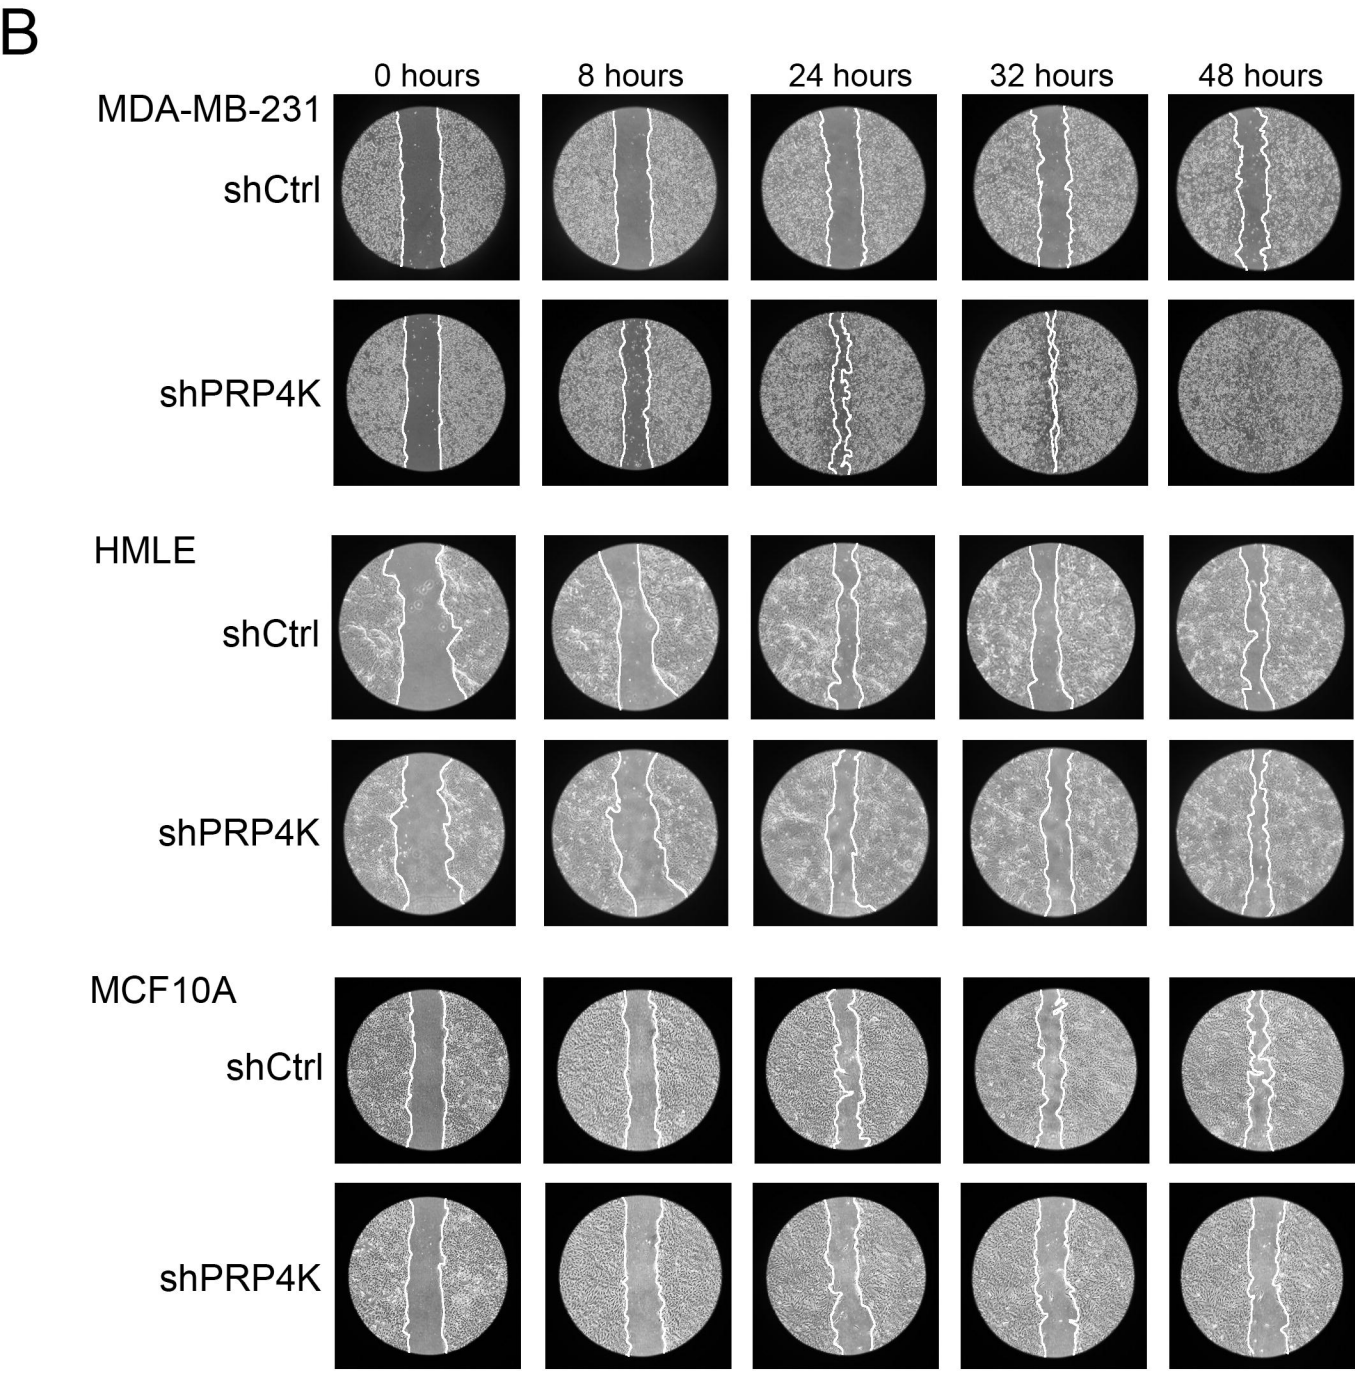 B
0 hours 8 hours 24 hours 32 hours 48 hours
MDA-MB-231
shCtrl
shPRP4K
HMLE
shCtrl
shPRP4K
MCF10A
shCtrl
shPRP4K